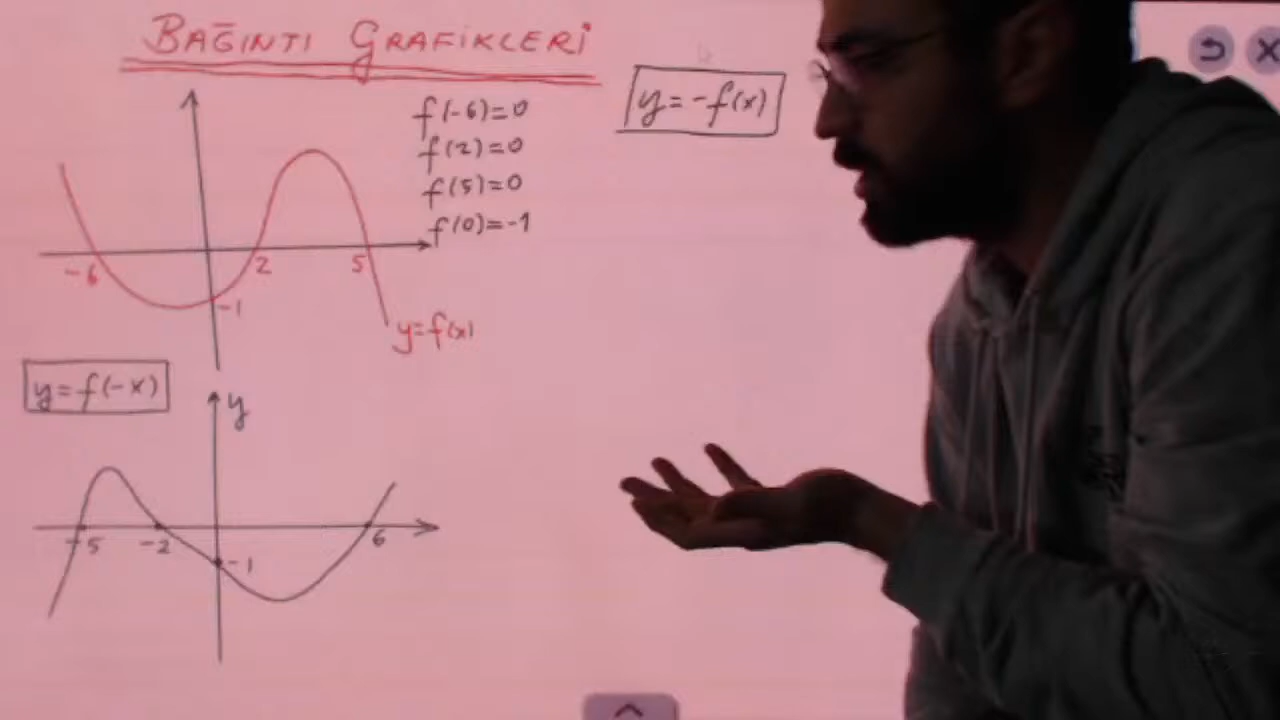 BAĞINTI GRAFİKLERİ
f(-6)=0
f(2)=0
f(5)=0
f(0)=-1
-6
2
5
-1
y=f(x)
y=-f(x)
y=f(-x)
y
-5
-2
-1
6